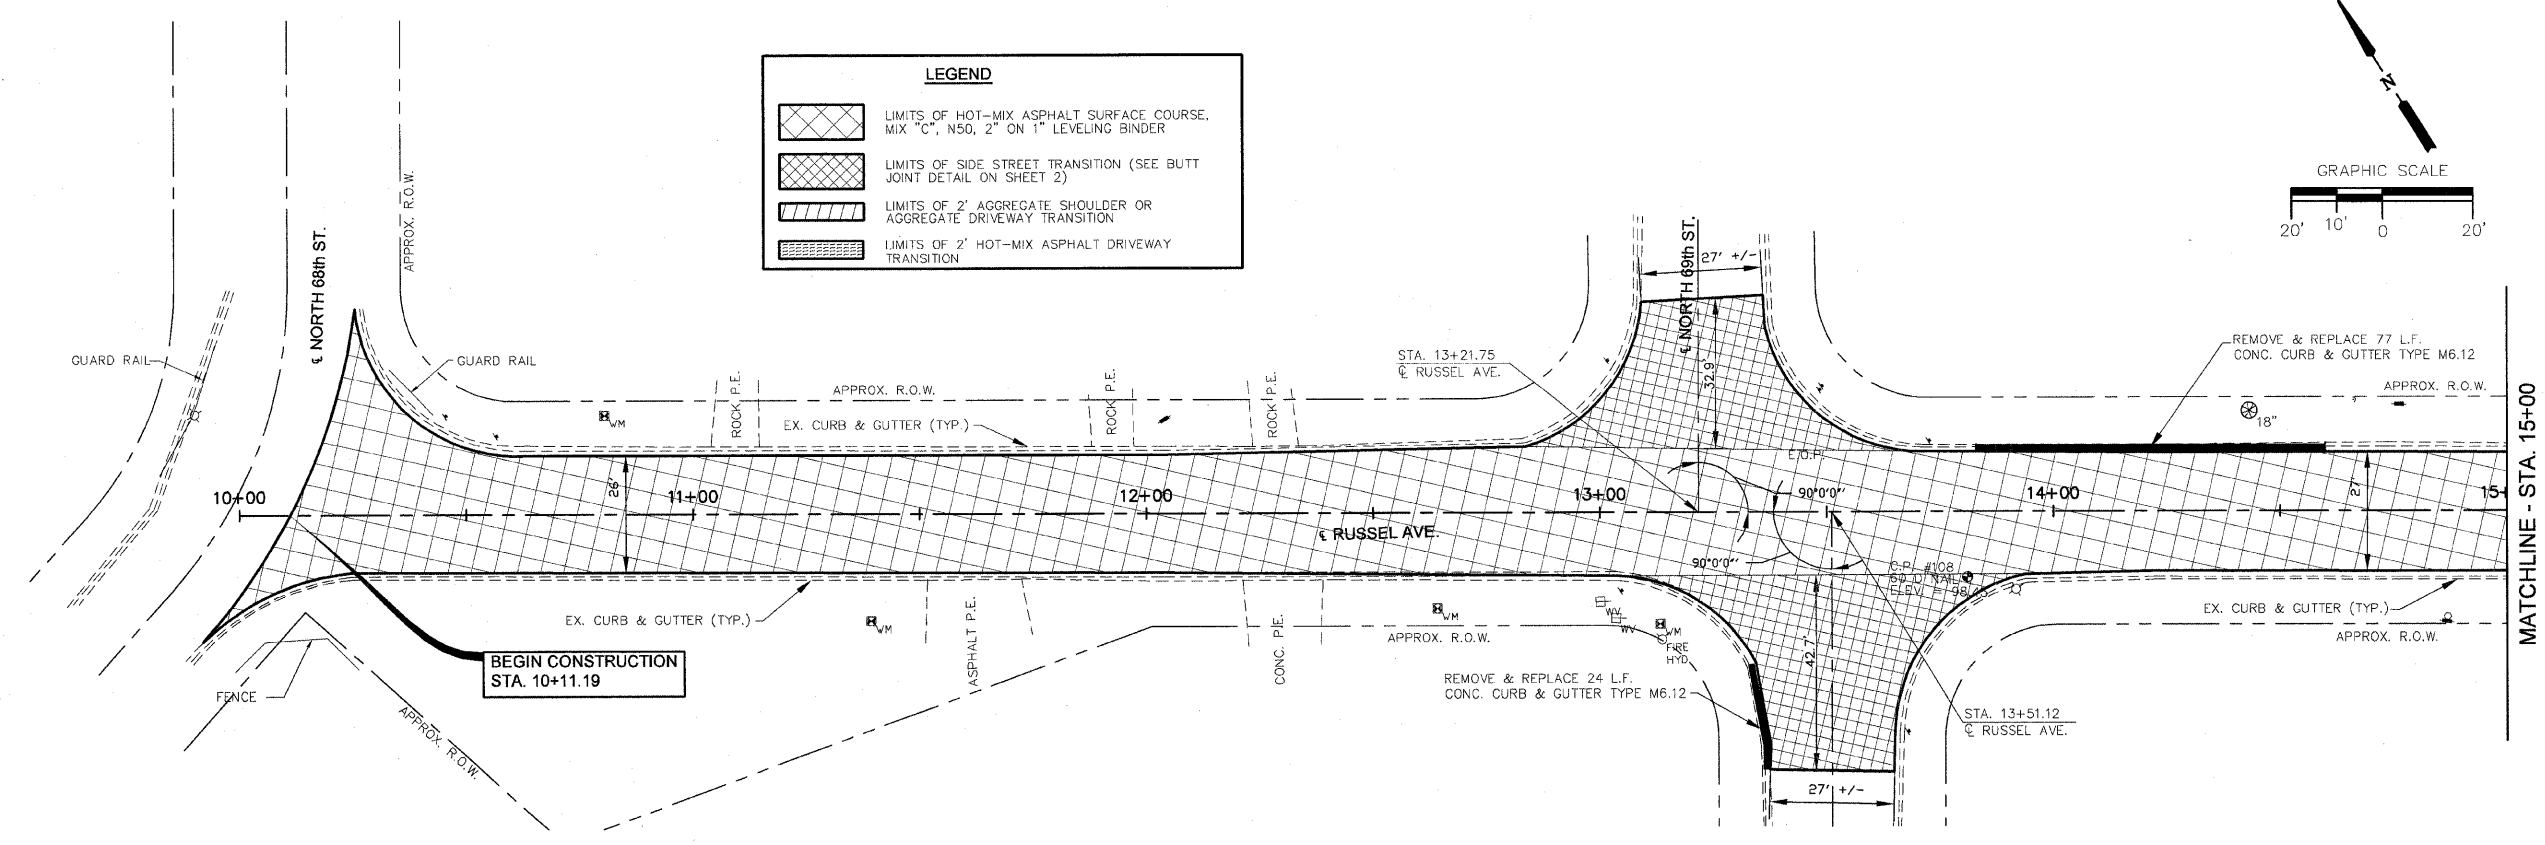 LEGEND
LIMITS OF HOT-MIX ASPHALT SURFACE COURSE,
MIX "C", N50, 2" ON 1" LEVELING BINDER
LIMITS OF SIDE STREET TRANSITION (SEE BUTT
JOINT DETAIL ON SHEET 2)
LIMITS OF 2' AGGREGATE SHOULDER OR
AGGREGATE DRIVEWAY TRANSITION
LIMITS OF 2' HOT-MIX ASPHALT DRIVEWAY
TRANSITION
N
GRAPHIC SCALE
20' 10' 0 20'
APPROX. R.O.W.
℄ NORTH 68th ST.
GUARD RAIL
GUARD RAIL
WM
ROCK P.E.
APPROX. R.O.W.
EX. CURB & GUTTER (TYP.)
ROCK P.E.
ROCK P.E.
STA. 13+21.75
℄ RUSSEL AVE.
℄ NORTH 69th ST.
27' +/-
32.9'
E.O.P.
REMOVE & REPLACE 77 L.F.
CONC. CURB & GUTTER TYPE M6.12
APPROX. R.O.W.
18"
10+00
26'
11+00
12+00
13+00
90°0'0"
14+00
27'
15+
MATCHLINE - STA. 15+00
℄ RUSSEL AVE.
90°0'0"
C.P. #108
60 D NAIL
ELEV. = 98.45
EX. CURB & GUTTER (TYP.)
WM
ASPHALT P.E.
CONC. P.E.
WM
APPROX. R.O.W.
WV
WV
WM
FIRE
HYD.
42.7'
EX. CURB & GUTTER (TYP.)
APPROX. R.O.W.
BEGIN CONSTRUCTION
STA. 10+11.19
FENCE
APPROX. R.O.W.
REMOVE & REPLACE 24 L.F.
CONC. CURB & GUTTER TYPE M6.12
STA. 13+51.12
℄ RUSSEL AVE.
27' +/-